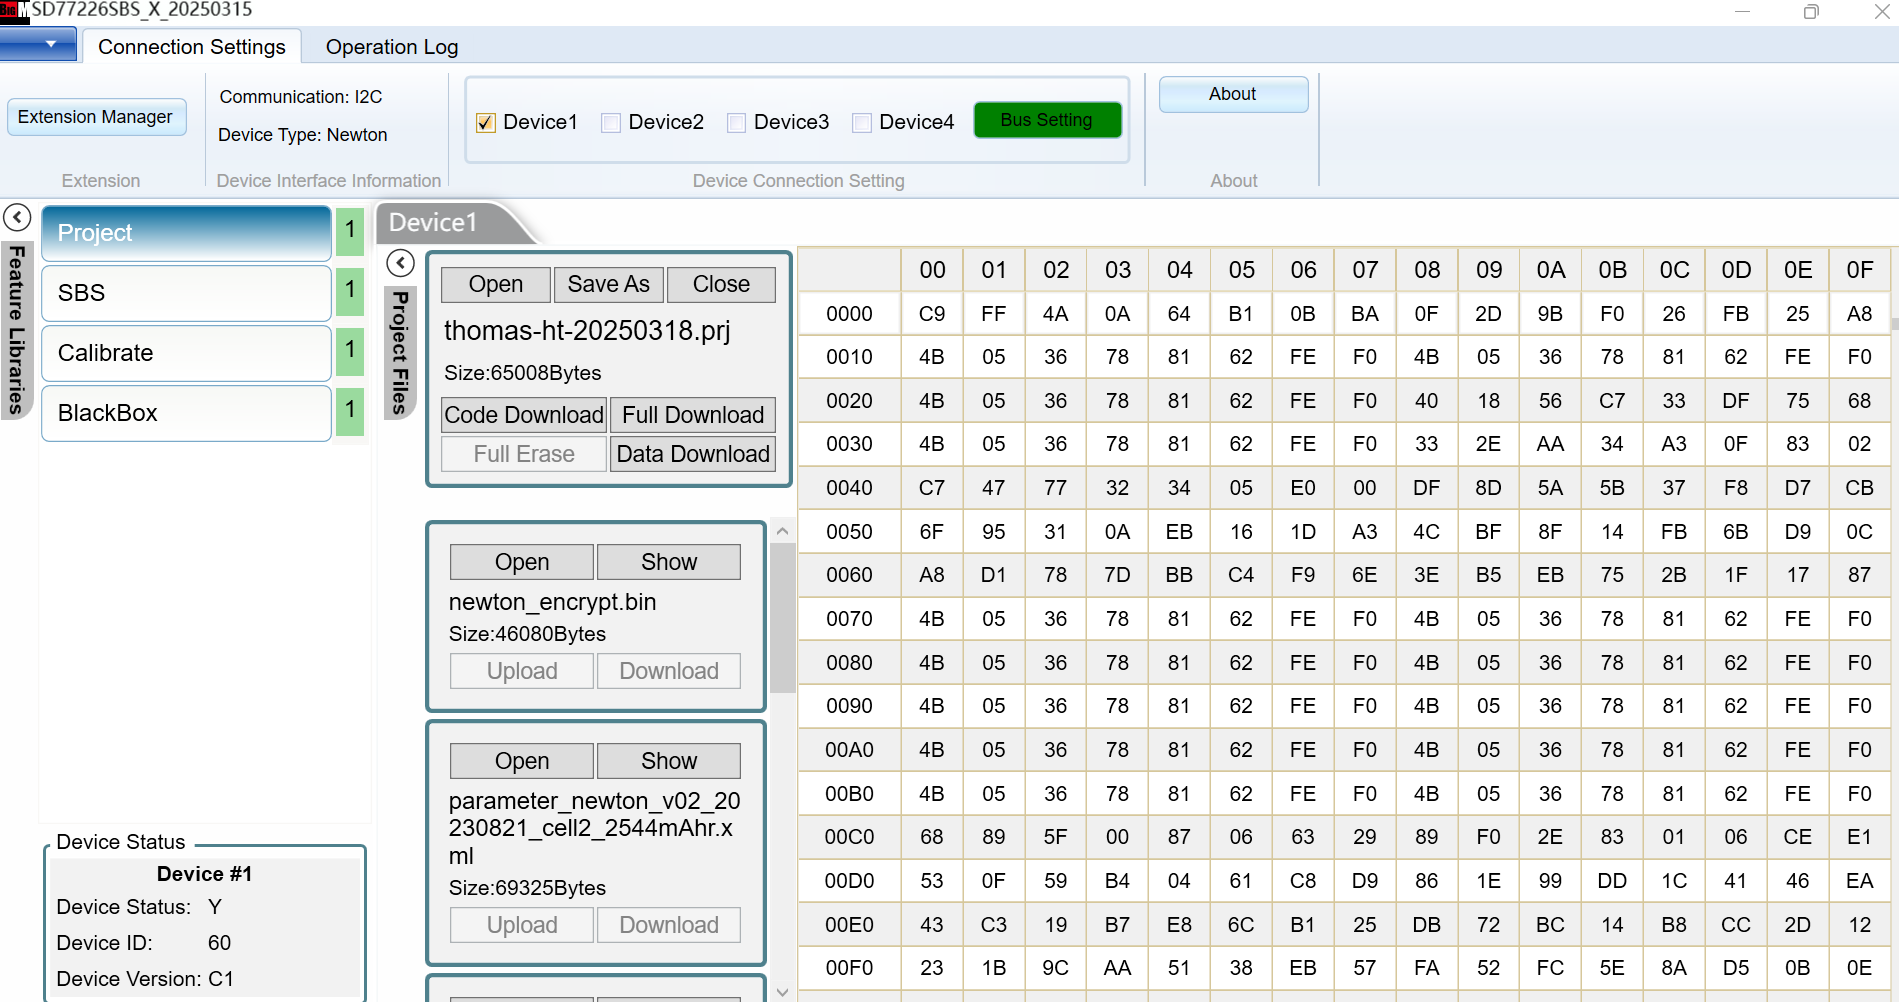 BIGM SD77226SBS_X_20250315
Connection Settings Operation Log
Extension Manager
Extension
Communication: I2C
Device Type: Newton
Device Interface Information
Device1 Device2 Device3 Device4 Bus Setting
Device Connection Setting
About
About
Feature Libraries
Project 1
SBS 1
Calibrate 1
BlackBox 1
Device Status
Device #1
Device Status: Y
Device ID: 60
Device Version: C1
Device1
Project Files
Open Save As Close
thomas-ht-20250318.prj
Size:65008Bytes
Code Download Full Download
Full Erase Data Download
Open Show
newton_encrypt.bin
Size:46080Bytes
Upload Download
Open Show
parameter_newton_v02_20
230821_cell2_2544mAhr.x
ml
Size:69325Bytes
Upload Download
00 01 02 03 04 05 06 07 08 09 0A 0B 0C 0D 0E 0F
0000 C9 FF 4A 0A 64 B1 0B BA 0F 2D 9B F0 26 FB 25 A8
0010 4B 05 36 78 81 62 FE F0 4B 05 36 78 81 62 FE F0
0020 4B 05 36 78 81 62 FE F0 40 18 56 C7 33 DF 75 68
0030 4B 05 36 78 81 62 FE F0 33 2E AA 34 A3 0F 83 02
0040 C7 47 77 32 34 05 E0 00 DF 8D 5A 5B 37 F8 D7 CB
0050 6F 95 31 0A EB 16 1D A3 4C BF 8F 14 FB 6B D9 0C
0060 A8 D1 78 7D BB C4 F9 6E 3E B5 EB 75 2B 1F 17 87
0070 4B 05 36 78 81 62 FE F0 4B 05 36 78 81 62 FE F0
0080 4B 05 36 78 81 62 FE F0 4B 05 36 78 81 62 FE F0
0090 4B 05 36 78 81 62 FE F0 4B 05 36 78 81 62 FE F0
00A0 4B 05 36 78 81 62 FE F0 4B 05 36 78 81 62 FE F0
00B0 4B 05 36 78 81 62 FE F0 4B 05 36 78 81 62 FE F0
00C0 68 89 5F 00 87 06 63 29 89 F0 2E 83 01 06 CE E1
00D0 53 0F 59 B4 04 61 C8 D9 86 1E 99 DD 1C 41 46 EA
00E0 43 C3 19 B7 E8 6C B1 25 DB 72 BC 14 B8 CC 2D 12
00F0 23 1B 9C AA 51 38 EB 57 FA 52 FC 5E 8A D5 0B 0E